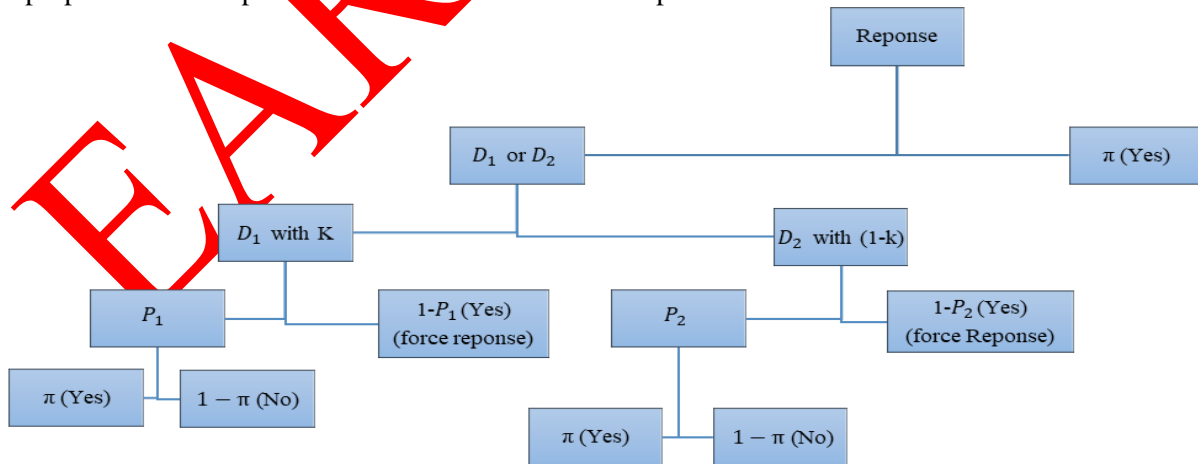 Reponse
D₁ or D₂
π (Yes)
D₁ with K
D₂ with (1-k)
P₁
1-P₁ (Yes)
(force reponse)
P₂
1-P₂ (Yes)
(force Reponse)
π (Yes)
1 − π (No)
π (Yes)
1 − π (No)
EAR